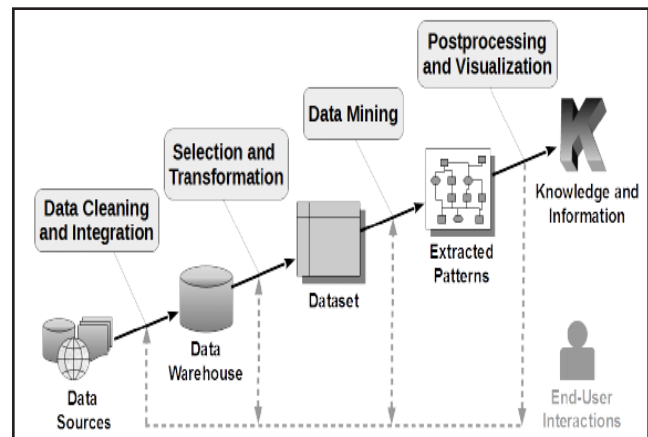 Postprocessing
and Visualization
Data Mining
Selection and
Transformation
Data Cleaning
and Integration
K
Knowledge and
Information
Extracted
Patterns
Dataset
Data
Warehouse
Data
Sources
End-User
Interactions